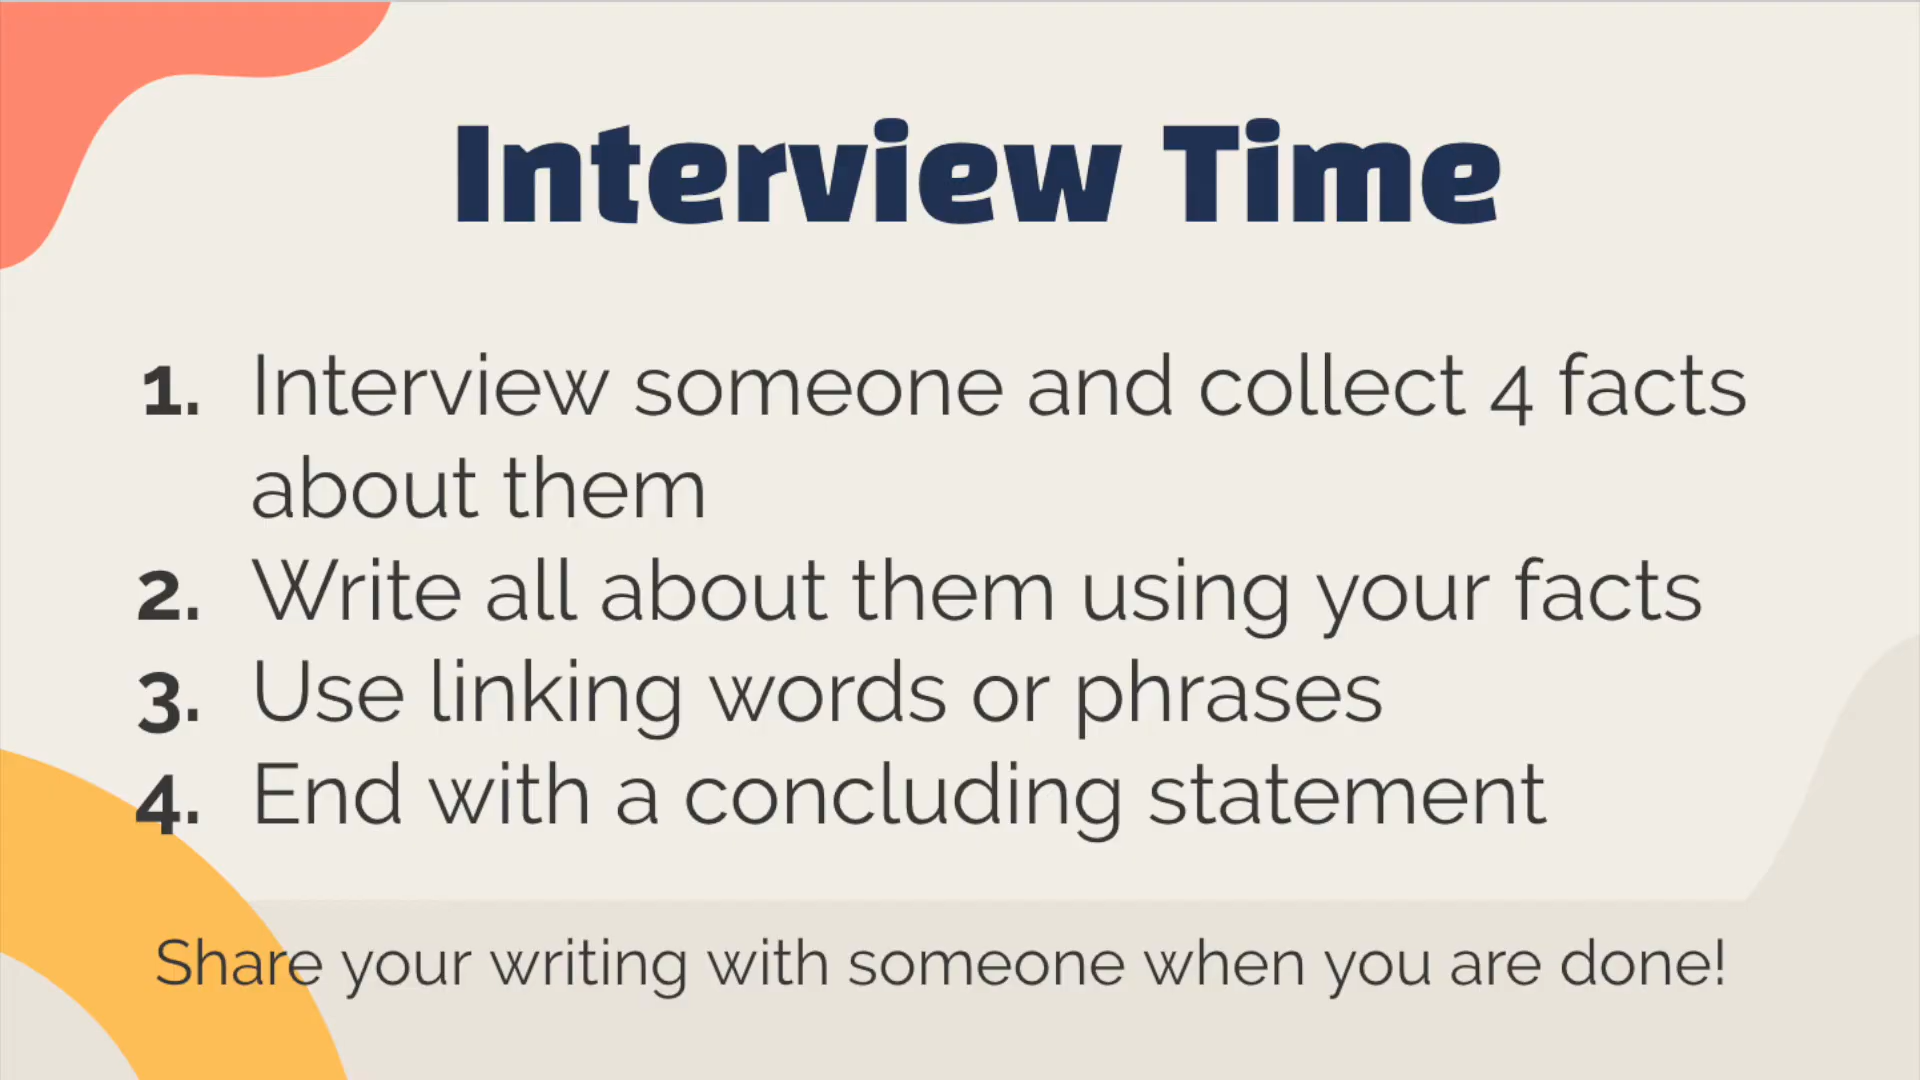 Interview Time
1. Interview someone and collect 4 facts
about them
2. Write all about them using your facts
3. Use linking words or phrases
4. End with a concluding statement
Share your writing with someone when you are done!